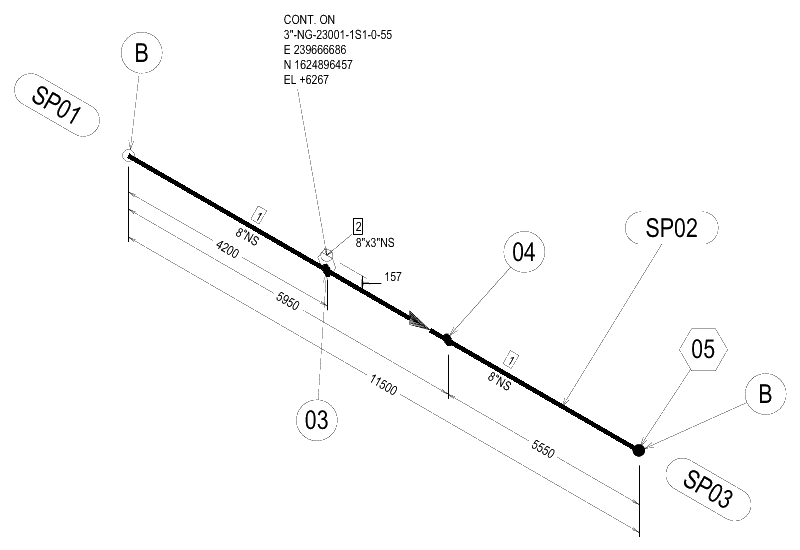 CONT. ON
3"-NG-23001-1S1-0-55
E 239666686
N 1624896457
EL +6267
B
SP01
1
8"NS
2
8"x3"NS
4200
157
04
SP02
5950
05
1
8"NS
11500
B
03
5550
SP03